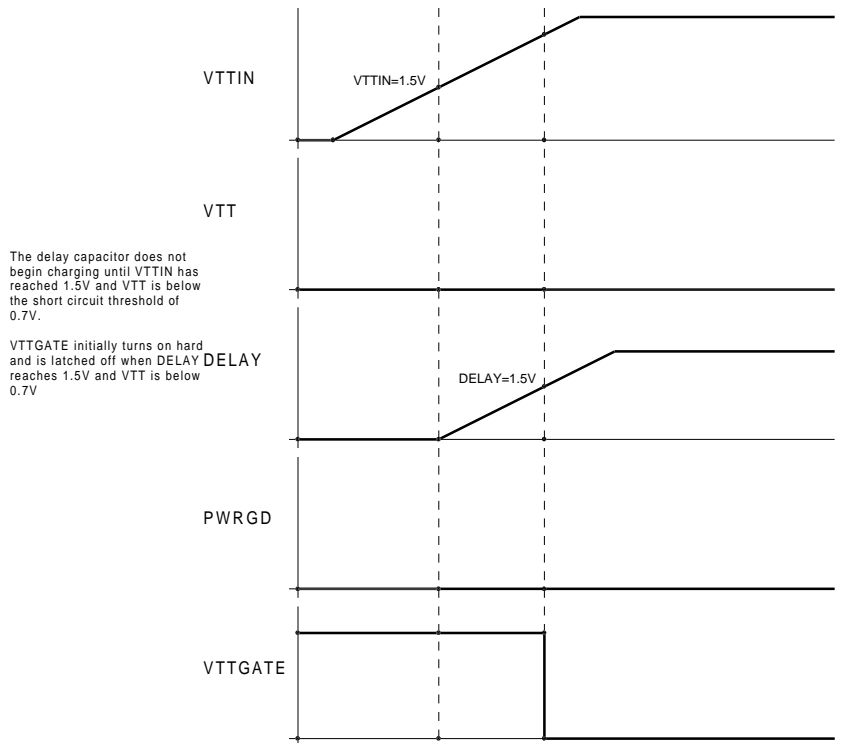 VTTIN
VTTIN=1.5V
VTT
The delay capacitor does not
begin charging until VTTIN has
reached 1.5V and VTT is below
the short circuit threshold of
0.7V.
VTTGATE initially turns on hard
and is latched off when DELAY
reaches 1.5V and VTT is below
0.7V
DELAY
DELAY=1.5V
PWRGD
VTTGATE